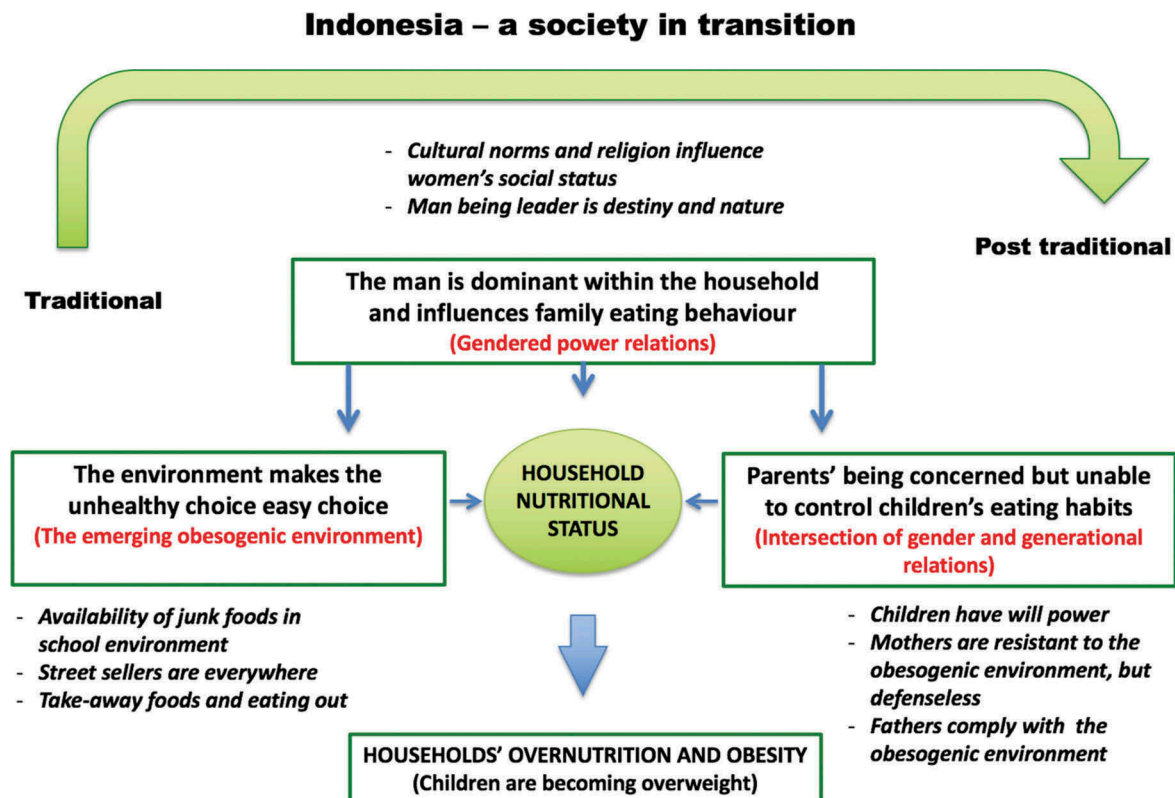 Indonesia – a society in transition
- Cultural norms and religion influence
women's social status
- Man being leader is destiny and nature
Traditional
Post traditional
The man is dominant within the household
and influences family eating behaviour
(Gendered power relations)
The environment makes the
unhealthy choice easy choice
(The emerging obesogenic environment)
HOUSEHOLD
NUTRITIONAL
STATUS
Parents' being concerned but unable
to control children's eating habits
(Intersection of gender and generational
relations)
- Availability of junk foods in
school environment
- Street sellers are everywhere
- Take-away foods and eating out
- Children have will power
- Mothers are resistant to the
obesogenic environment, but
defenseless
- Fathers comply with the
obesogenic environment
HOUSEHOLDS' OVERNUTRITION AND OBESITY
(Children are becoming overweight)